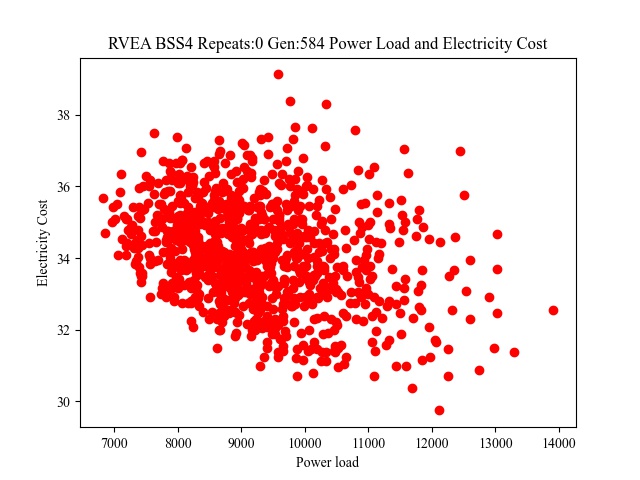 RVEA BSS4 Repeats:0 Gen:584 Power Load and Electricity Cost
Electricity Cost
38
36
34
32
30
7000 8000 9000 10000 11000 12000 13000 14000
Power load